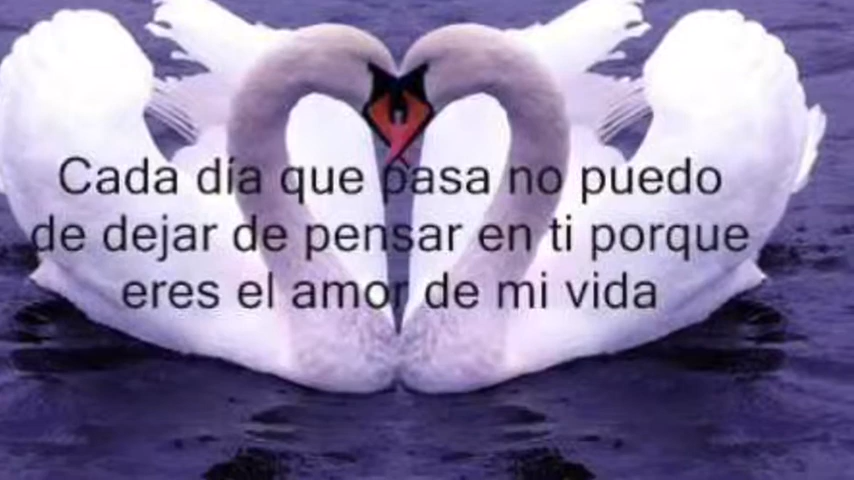 Cada día que pasa no puedo
de dejar de pensar en ti porque
eres el amor de mi vida